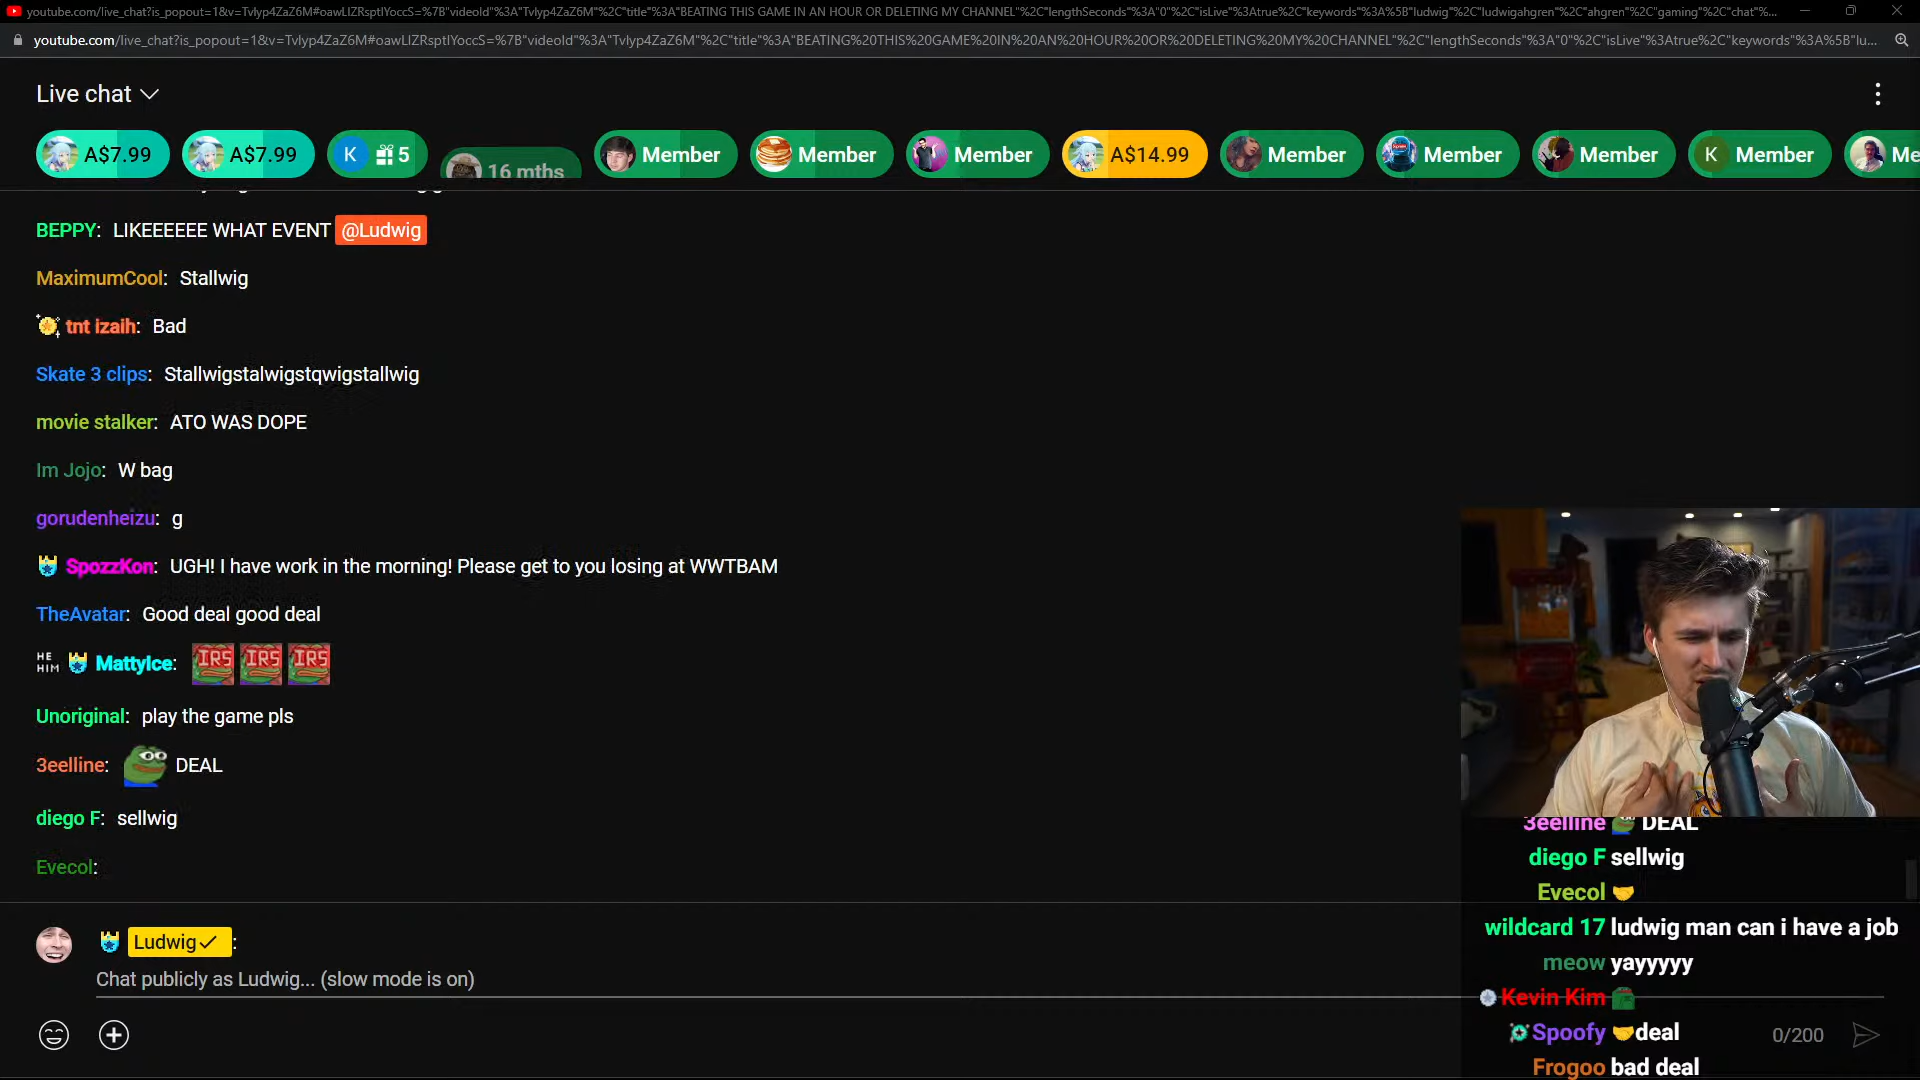 youtube.com/live_chat?is_popout=1&v=Tvlyp4ZaZ6M#oawLIZRsptIYoccS=%7B"videoId"%3A"Tvlyp4ZaZ6M"%2C"title"%3A"BEATING THIS GAME IN AN HOUR OR DELETING MY CHANNEL"%2C"lengthSeconds"%3A"0"%2C"isLive"%3Atrue%2C"keywords"%3A%5B"ludwig"%2C"ludwigahgren"%2C"ahgren"%2C"gaming"%2C"chat"%...
youtube.com/live_chat?is_popout=1&v=Tvlyp4ZaZ6M#oawLIZRsptIYoccS=%7B"videoId"%3A"Tvlyp4ZaZ6M"%2C"title"%3A"BEATING%20THIS%20GAME%20IN%20AN%20HOUR%20OR%20DELETING%20MY%20CHANNEL"%2C"lengthSeconds"%3A"0"%2C"isLive"%3Atrue%2C"keywords"%3A%5B"lu...
Live chat
A$7.99 A$7.99 K 5 16 mths Member Member Member A$14.99 Member Member Member K Member Me
BEPPY: LIKEEEEEE WHAT EVENT @Ludwig
MaximumCool: Stallwig
tnt izaih: Bad
Skate 3 clips: Stallwigstalwigstqwigstallwig
movie stalker: ATO WAS DOPE
Im Jojo: W bag
gorudenheizu: g
SpozzKon: UGH! I have work in the morning! Please get to you losing at WWTBAM
TheAvatar: Good deal good deal
HE HIM MattyIce: IRS IRS IRS
Unoriginal: play the game pls
3eelline: DEAL
diego F: sellwig
Evecol:
Ludwig✓:
Chat publicly as Ludwig... (slow mode is on)
0/200
3eelline DEAL
diego F sellwig
Evecol 🤝
wildcard 17 ludwig man can i have a job
meow yayyyyy
Kevin Kim
Spoofy 🤝deal
Frogoo bad deal